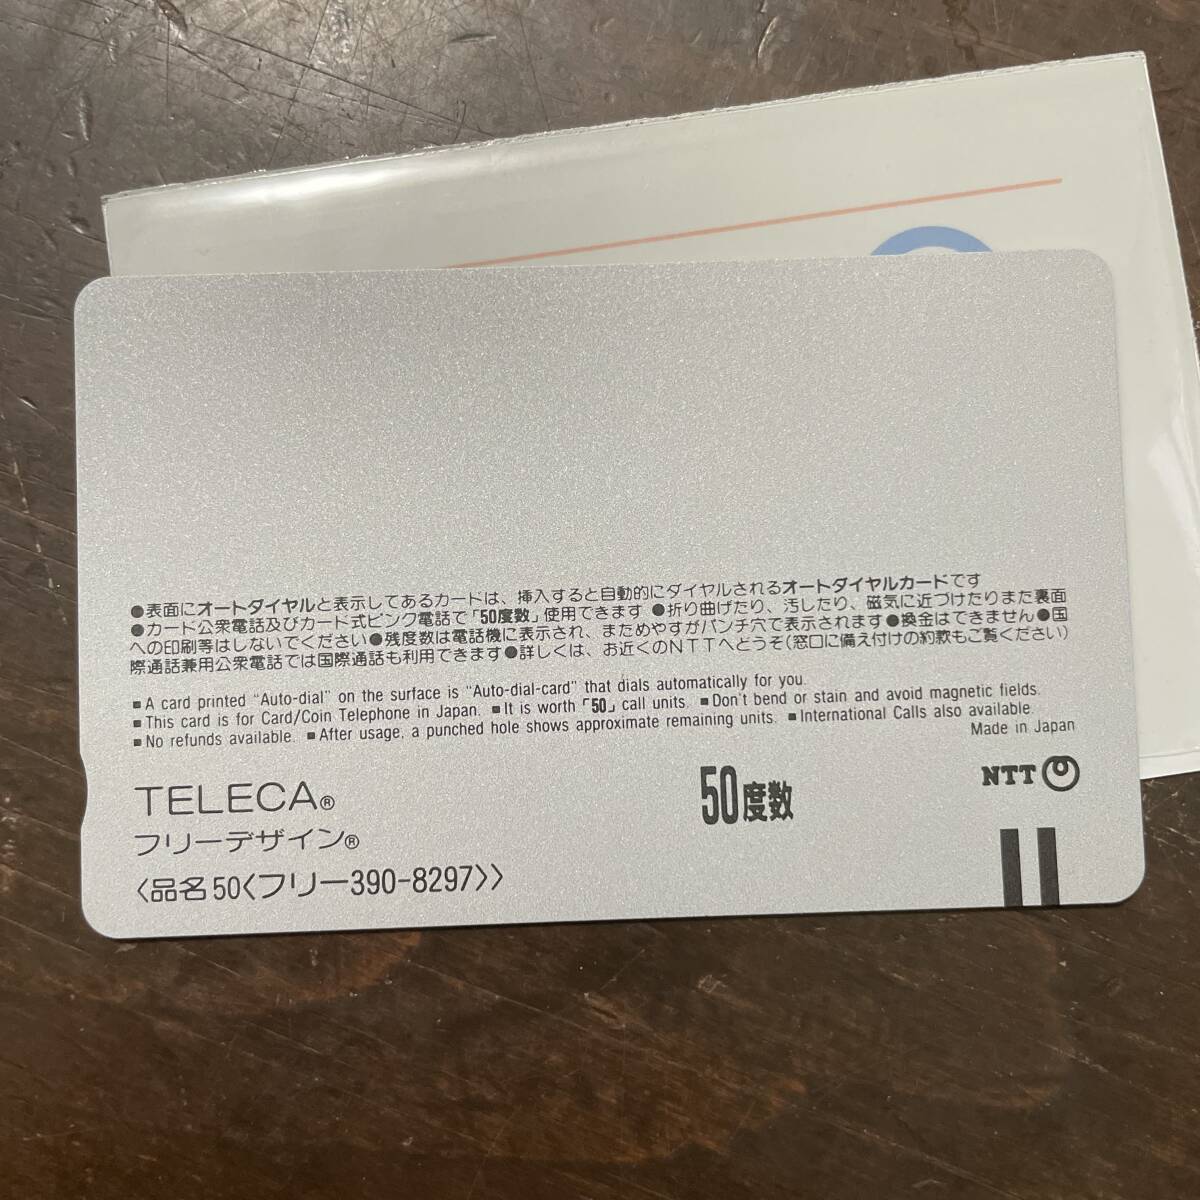 ●表面にオートダイヤルと表示してあるカードは、挿入すると自動的にダイヤルされるオートダイヤルカードです
●カード公衆電話及びカード式ピンク電話で「50度数」使用できます ●折り曲げたり、汚したり、磁気に近づけたりまた裏面
への印刷等はしないでください●残度数は電話機に表示され、まためやすがパンチ穴で表示されます●換金はできません●国
際通話兼用公衆電話では国際通話も利用できます●詳しくは、お近くのNTTへどうぞ(窓口に備え付けの約款もご覧ください)
■A card printed "Auto-dial" on the surface is "Auto-dial-card" that dials automatically for you.
■This card is for Card/Coin Telephone in Japan. ■It is worth「50」call units. ■Don't bend or stain and avoid magnetic fields.
■No refunds available. ■After usage, a punched hole shows approximate remaining units. ■International Calls also available.
Made in Japan
TELECA®
50度数
NTT
フリーデザイン®
〈品名50〈フリー390-8297〉〉